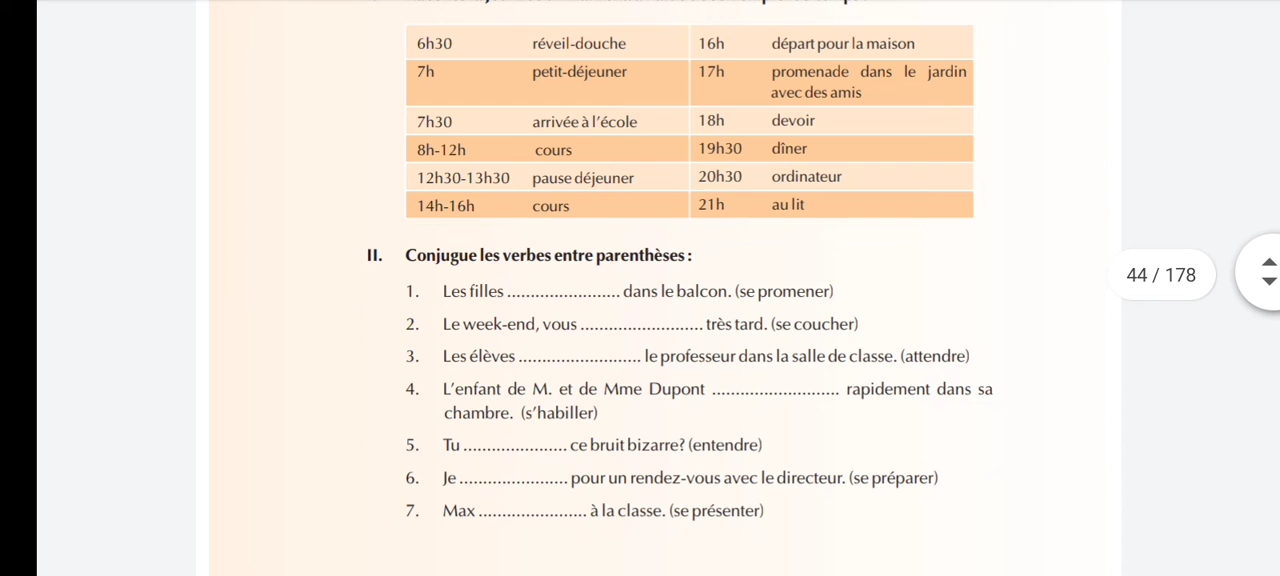 6h30 réveil-douche 16h départ pour la maison
7h petit-déjeuner 17h promenade dans le jardin
avec des amis
7h30 arrivée à l'école 18h devoir
8h-12h cours 19h30 dîner
12h30-13h30 pause déjeuner 20h30 ordinateur
14h-16h cours 21h au lit
II. Conjugue les verbes entre parenthèses :
1. Les filles ........................ dans le balcon. (se promener)
2. Le week-end, vous .......................... très tard. (se coucher)
3. Les élèves .......................... le professeur dans la salle de classe. (attendre)
4. L'enfant de M. et de Mme Dupont ........................... rapidement dans sa
chambre. (s'habiller)
5. Tu ...................... ce bruit bizarre? (entendre)
6. Je ....................... pour un rendez-vous avec le directeur. (se préparer)
7. Max ....................... à la classe. (se présenter)
44 / 178